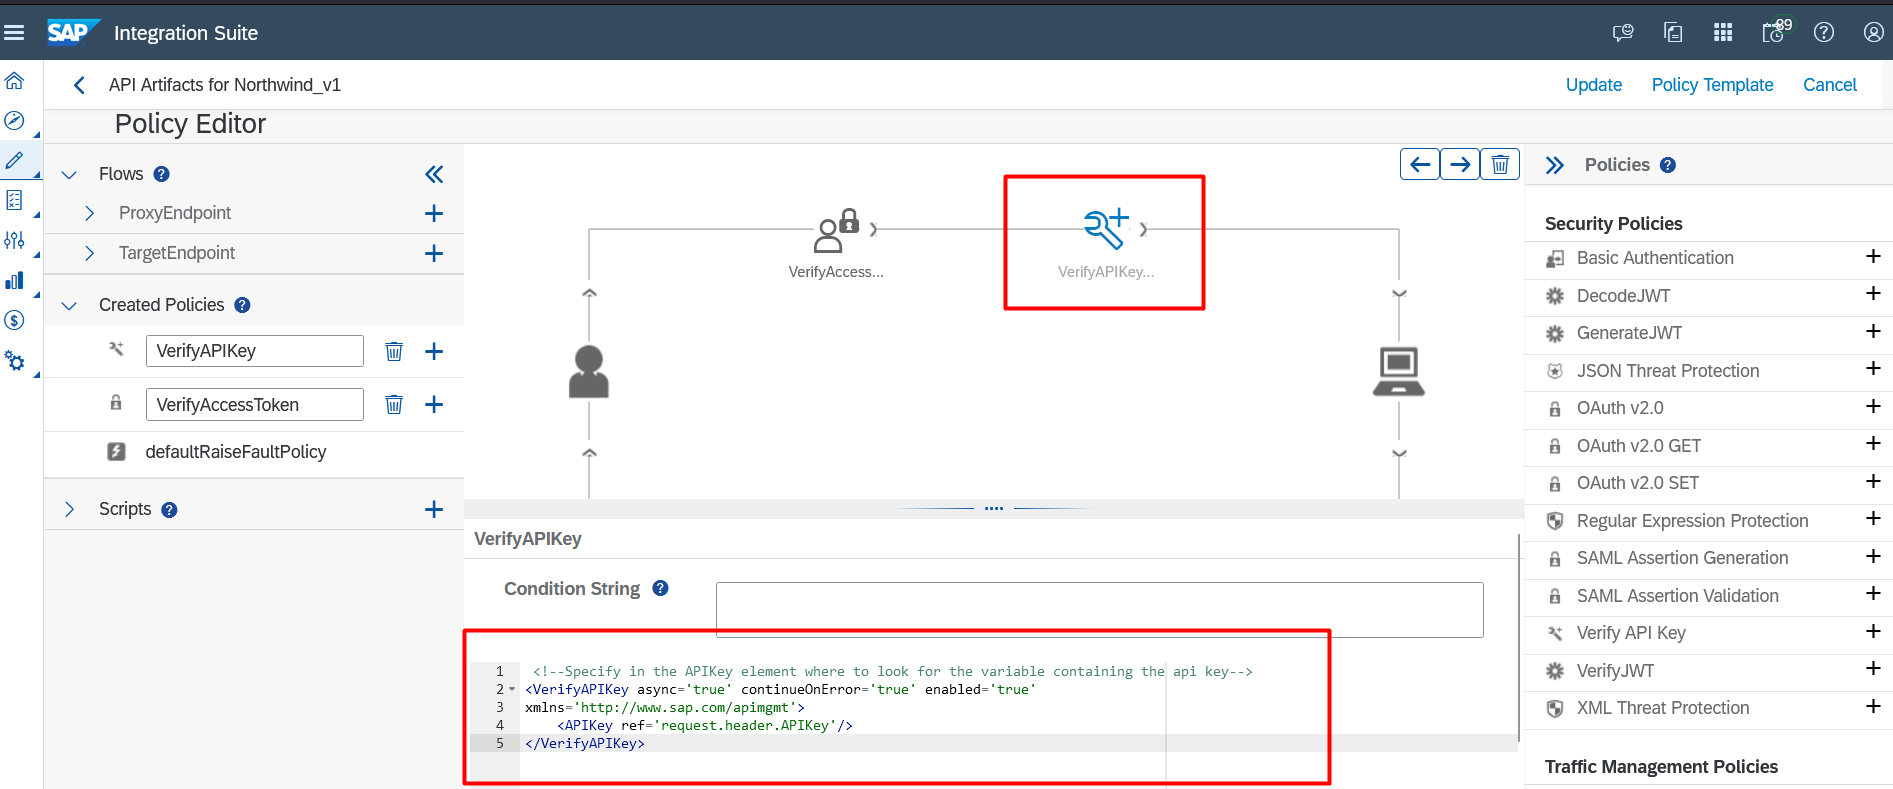 SAP Integration Suite
89
API Artifacts for Northwind_v1
Update
Policy Template
Cancel
Policy Editor
Flows
ProxyEndpoint
TargetEndpoint
Created Policies
VerifyAPIKey
VerifyAccessToken
defaultRaiseFaultPolicy
Scripts
VerifyAccess...
VerifyAPIKey...
VerifyAPIKey
Condition String
1 <!--Specify in the APIKey element where to look for the variable containing the api key-->
2 <VerifyAPIKey async='true' continueOnError='true' enabled='true'
3 xmlns='http://www.sap.com/apimgmt'>
4 <APIKey ref='request.header.APIKey'/>
5 </VerifyAPIKey>
Policies
Security Policies
Basic Authentication
DecodeJWT
GenerateJWT
JSON Threat Protection
OAuth v2.0
OAuth v2.0 GET
OAuth v2.0 SET
Regular Expression Protection
SAML Assertion Generation
SAML Assertion Validation
Verify API Key
VerifyJWT
XML Threat Protection
Traffic Management Policies